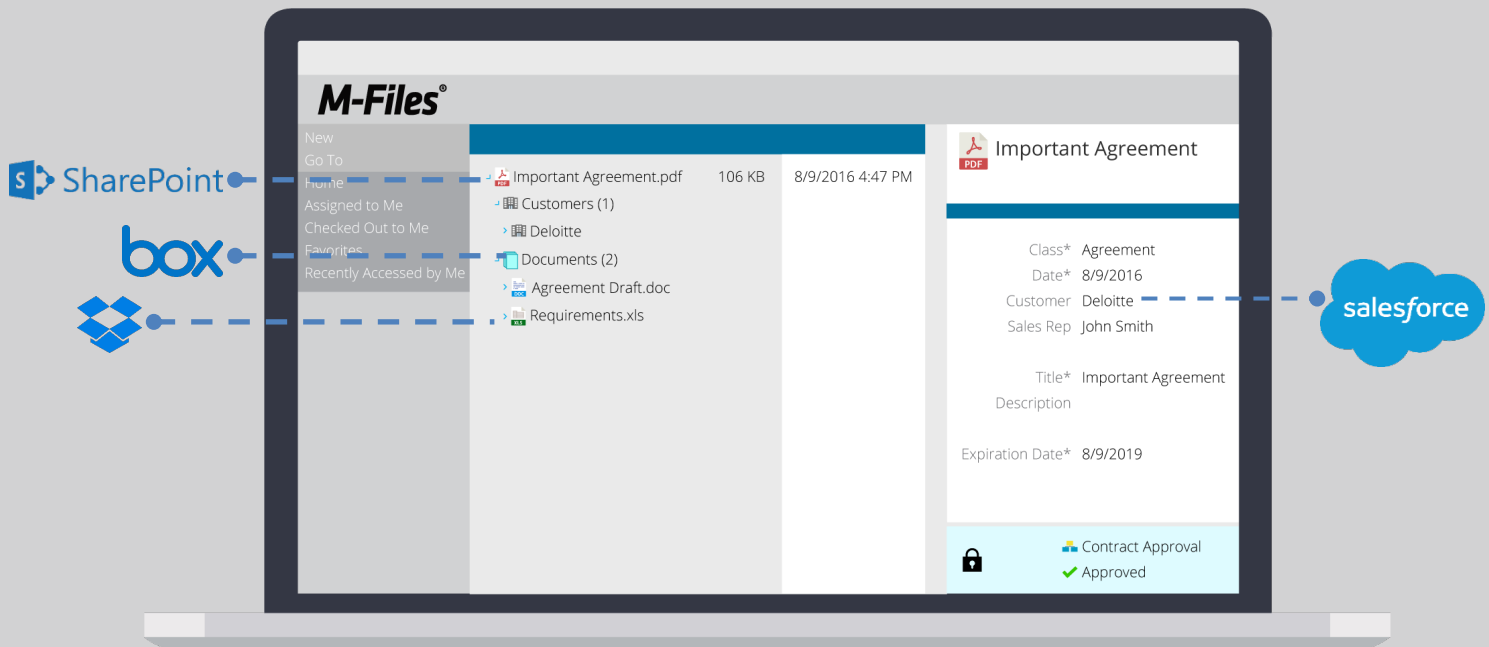 M-Files®
New
Go To
Home
Assigned to Me
Checked Out to Me
Favorites
Recently Accessed by Me
S SharePoint
box
Important Agreement.pdf 106 KB 8/9/2016 4:47 PM
Customers (1)
Deloitte
Documents (2)
DOC Agreement Draft.doc
XLS Requirements.xls
PDF Important Agreement
Class* Agreement
Date* 8/9/2016
Customer Deloitte
Sales Rep John Smith
Title* Important Agreement
Description
Expiration Date* 8/9/2019
Contract Approval
Approved
salesforce